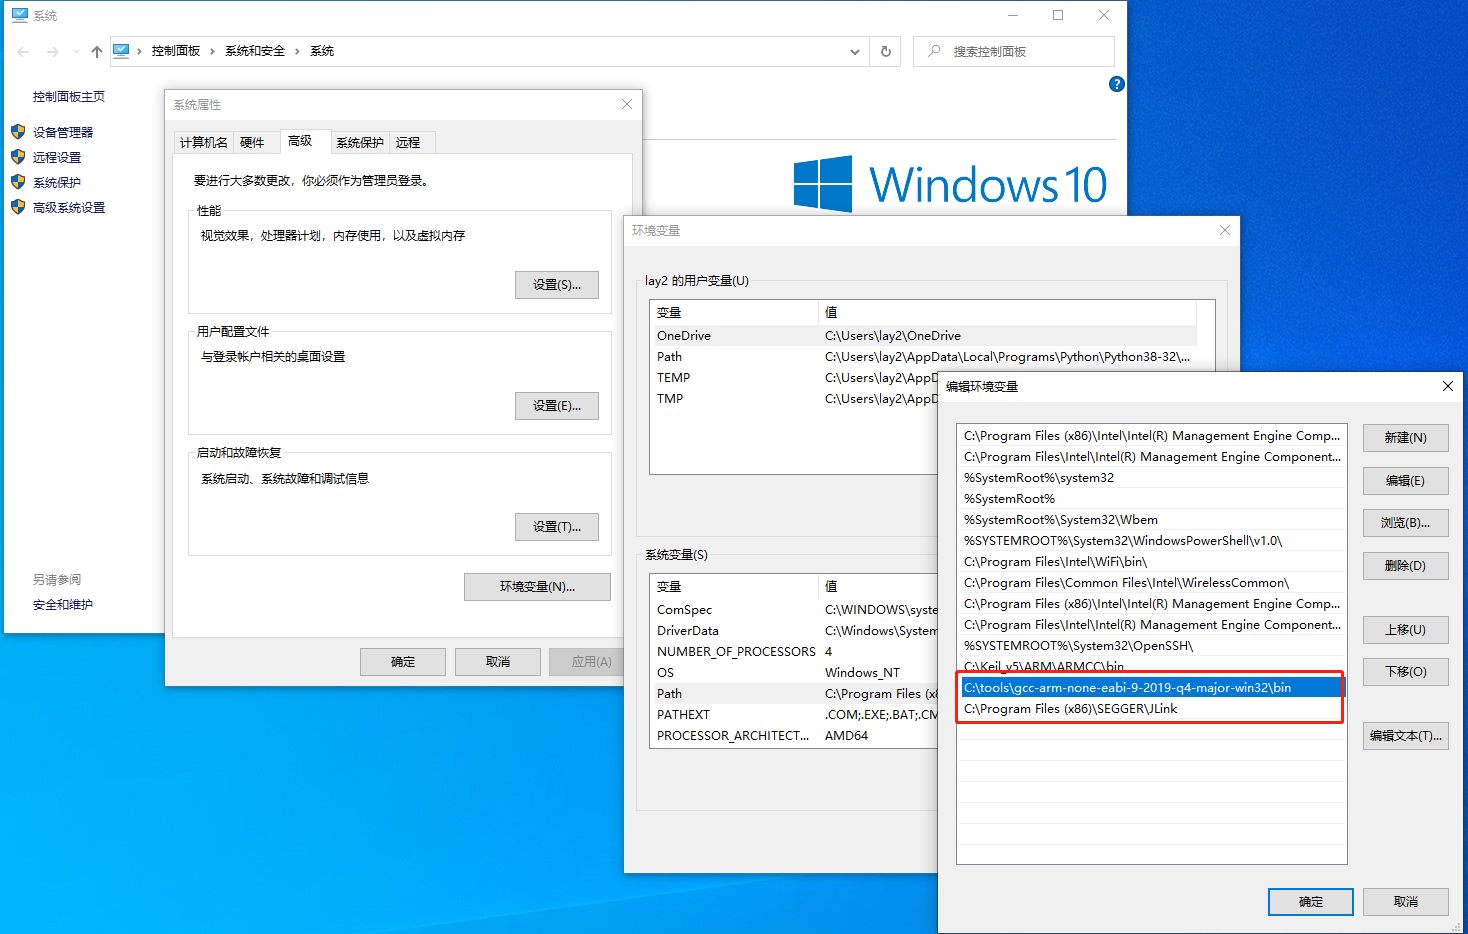 系统
控制面板 › 系统和安全 › 系统
搜索控制面板
控制面板主页
设备管理器
远程设置
系统保护
高级系统设置
另请参阅
安全和维护
Windows 10
系统属性
计算机名 硬件 高级 系统保护 远程
要进行大多数更改，你必须作为管理员登录。
性能
视觉效果，处理器计划，内存使用，以及虚拟内存
设置(S)...
用户配置文件
与登录帐户相关的桌面设置
设置(E)...
启动和故障恢复
系统启动、系统故障和调试信息
设置(T)...
环境变量(N)...
确定 取消 应用(A)
环境变量
lay2 的用户变量(U)
变量 值
OneDrive C:\Users\lay2\OneDrive
Path C:\Users\lay2\AppData\Local\Programs\Python\Python38-32\...
TEMP C:\Users\lay2\AppD
TMP C:\Users\lay2\AppD
系统变量(S)
变量 值
ComSpec C:\WINDOWS\syste
DriverData C:\Windows\System
NUMBER_OF_PROCESSORS 4
OS Windows_NT
Path C:\Program Files (x8
PATHEXT .COM;.EXE;.BAT;.CM
PROCESSOR_ARCHITECT... AMD64
编辑环境变量
C:\Program Files (x86)\Intel\Intel(R) Management Engine Comp...
C:\Program Files\Intel\Intel(R) Management Engine Component...
%SystemRoot%\system32
%SystemRoot%
%SystemRoot%\System32\Wbem
%SYSTEMROOT%\System32\WindowsPowerShell\v1.0\
C:\Program Files\Intel\WiFi\bin\
C:\Program Files\Common Files\Intel\WirelessCommon\
C:\Program Files (x86)\Intel\Intel(R) Management Engine Comp...
C:\Program Files\Intel\Intel(R) Management Engine Component...
%SYSTEMROOT%\System32\OpenSSH\
C:\Keil_v5\ARM\ARMCC\bin
C:\tools\gcc-arm-none-eabi-9-2019-q4-major-win32\bin
C:\Program Files (x86)\SEGGER\JLink
新建(N)
编辑(E)
浏览(B)...
删除(D)
上移(U)
下移(O)
编辑文本(T)...
确定 取消